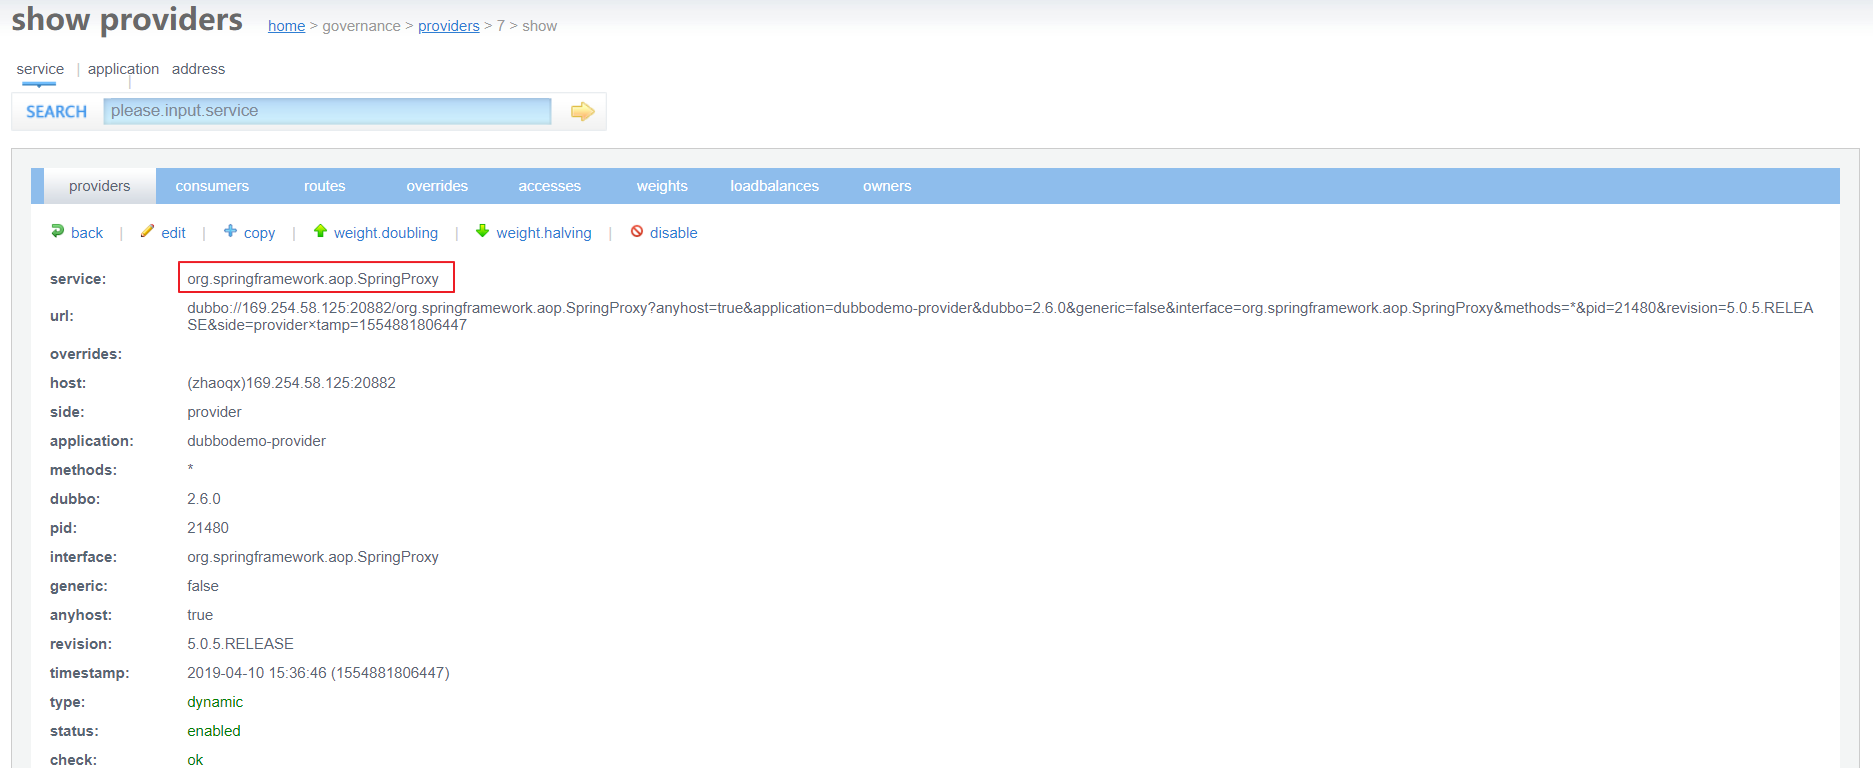 show providers home > governance > providers > 7 > show
service | application address
SEARCH please.input.service
providers consumers routes overrides accesses weights loadbalances owners
back | edit | copy | weight.doubling | weight.halving | disable
service: org.springframework.aop.SpringProxy
url: dubbo://169.254.58.125:20882/org.springframework.aop.SpringProxy?anyhost=true&application=dubbodemo-provider&dubbo=2.6.0&generic=false&interface=org.springframework.aop.SpringProxy&methods=*&pid=21480&revision=5.0.5.RELEA
SE&side=provider×tamp=1554881806447
overrides:
host: (zhaoqx)169.254.58.125:20882
side: provider
application: dubbodemo-provider
methods: *
dubbo: 2.6.0
pid: 21480
interface: org.springframework.aop.SpringProxy
generic: false
anyhost: true
revision: 5.0.5.RELEASE
timestamp: 2019-04-10 15:36:46 (1554881806447)
type: dynamic
status: enabled
check: ok